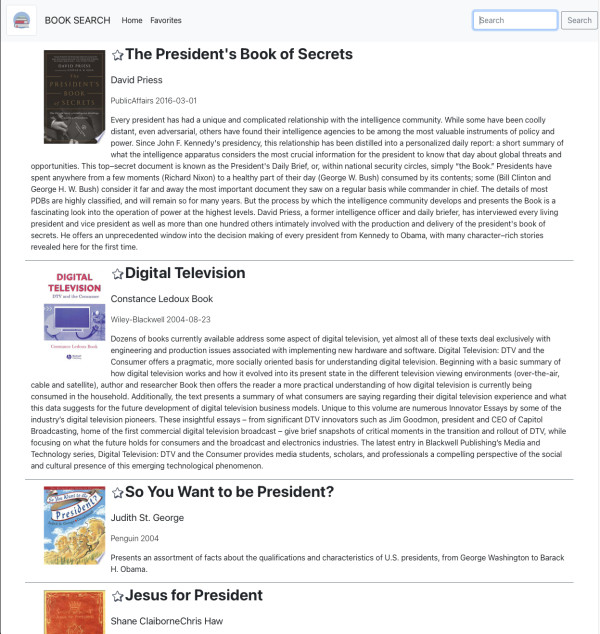 BOOK SEARCH Home Favorites Search Search
The President's Book of Secrets
DAVID PRIESS
THE
PRESIDENT'S
BOOK OF
SECRETS
David Priess
PublicAffairs 2016-03-01
Every president has had a unique and complicated relationship with the intelligence community. While some have been coolly
distant, even adversarial, others have found their intelligence agencies to be among the most valuable instruments of policy and
power. Since John F. Kennedy's presidency, this relationship has been distilled into a personalized daily report: a short summary of
what the intelligence apparatus considers the most crucial information for the president to know that day about global threats and
opportunities. This top–secret document is known as the President's Daily Brief, or, within national security circles, simply “the Book.” Presidents have
spent anywhere from a few moments (Richard Nixon) to a healthy part of their day (George W. Bush) consumed by its contents; some (Bill Clinton and
George H. W. Bush) consider it far and away the most important document they saw on a regular basis while commander in chief. The details of most
PDBs are highly classified, and will remain so for many years. But the process by which the intelligence community develops and presents the Book is a
fascinating look into the operation of power at the highest levels. David Priess, a former intelligence officer and daily briefer, has interviewed every living
president and vice president as well as more than one hundred others intimately involved with the production and delivery of the president's book of
secrets. He offers an unprecedented window into the decision making of every president from Kennedy to Obama, with many character–rich stories
revealed here for the first time.
Digital Television
DIGITAL
TELEVISION
DTV and the Consumer
Constance Ledoux Book
Constance Ledoux Book
Wiley-Blackwell 2004-08-23
Dozens of books currently available address some aspect of digital television, yet almost all of these texts deal exclusively with
engineering and production issues associated with implementing new hardware and software. Digital Television: DTV and the
Consumer offers a pragmatic, more socially oriented basis for understanding digital television. Beginning with a basic summary of
how digital television works and how it evolved into its present state in the different television viewing environments (over-the-air,
cable and satellite), author and researcher Book then offers the reader a more practical understanding of how digital television is currently being
consumed in the household. Additionally, the text presents a summary of what consumers are saying regarding their digital television experience and what
this data suggests for the future development of digital television business models. Unique to this volume are numerous Innovator Essays by some of the
industry's digital television pioneers. These insightful essays – from significant DTV innovators such as Jim Goodmon, president and CEO of Capitol
Broadcasting, home of the first commercial digital television broadcast – give brief snapshots of critical moments in the transition and rollout of DTV, while
focusing on what the future holds for consumers and the broadcast and electronics industries. The latest entry in Blackwell Publishing's Media and
Technology series, Digital Television: DTV and the Consumer provides media students, scholars, and professionals a compelling perspective of the social
and cultural presence of this emerging technological phenomenon.
So You Want to be President?
So You Want to Be
President?
Judith St. George
Penguin 2004
Presents an assortment of facts about the qualifications and characteristics of U.S. presidents, from George Washington to Barack
H. Obama.
Jesus for President
Shane ClaiborneChris Haw